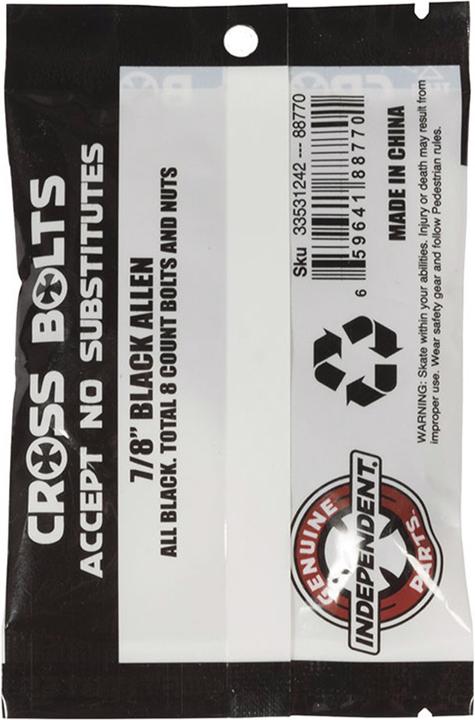 CROSS BOLTS
ACCEPT NO SUBSTITUTES
7/8" BLACK ALLEN
ALL BLACK. TOTAL 8 COUNT BOLTS AND NUTS
Sku 33531242 --- 88770
6 59641 88770
MADE IN CHINA
WARNING: Skate within your abilities. Injury or death may result from
improper use. Wear safety gear and follow Pedestrian rules.
GENUINE
INDEPENDENT
PARTS